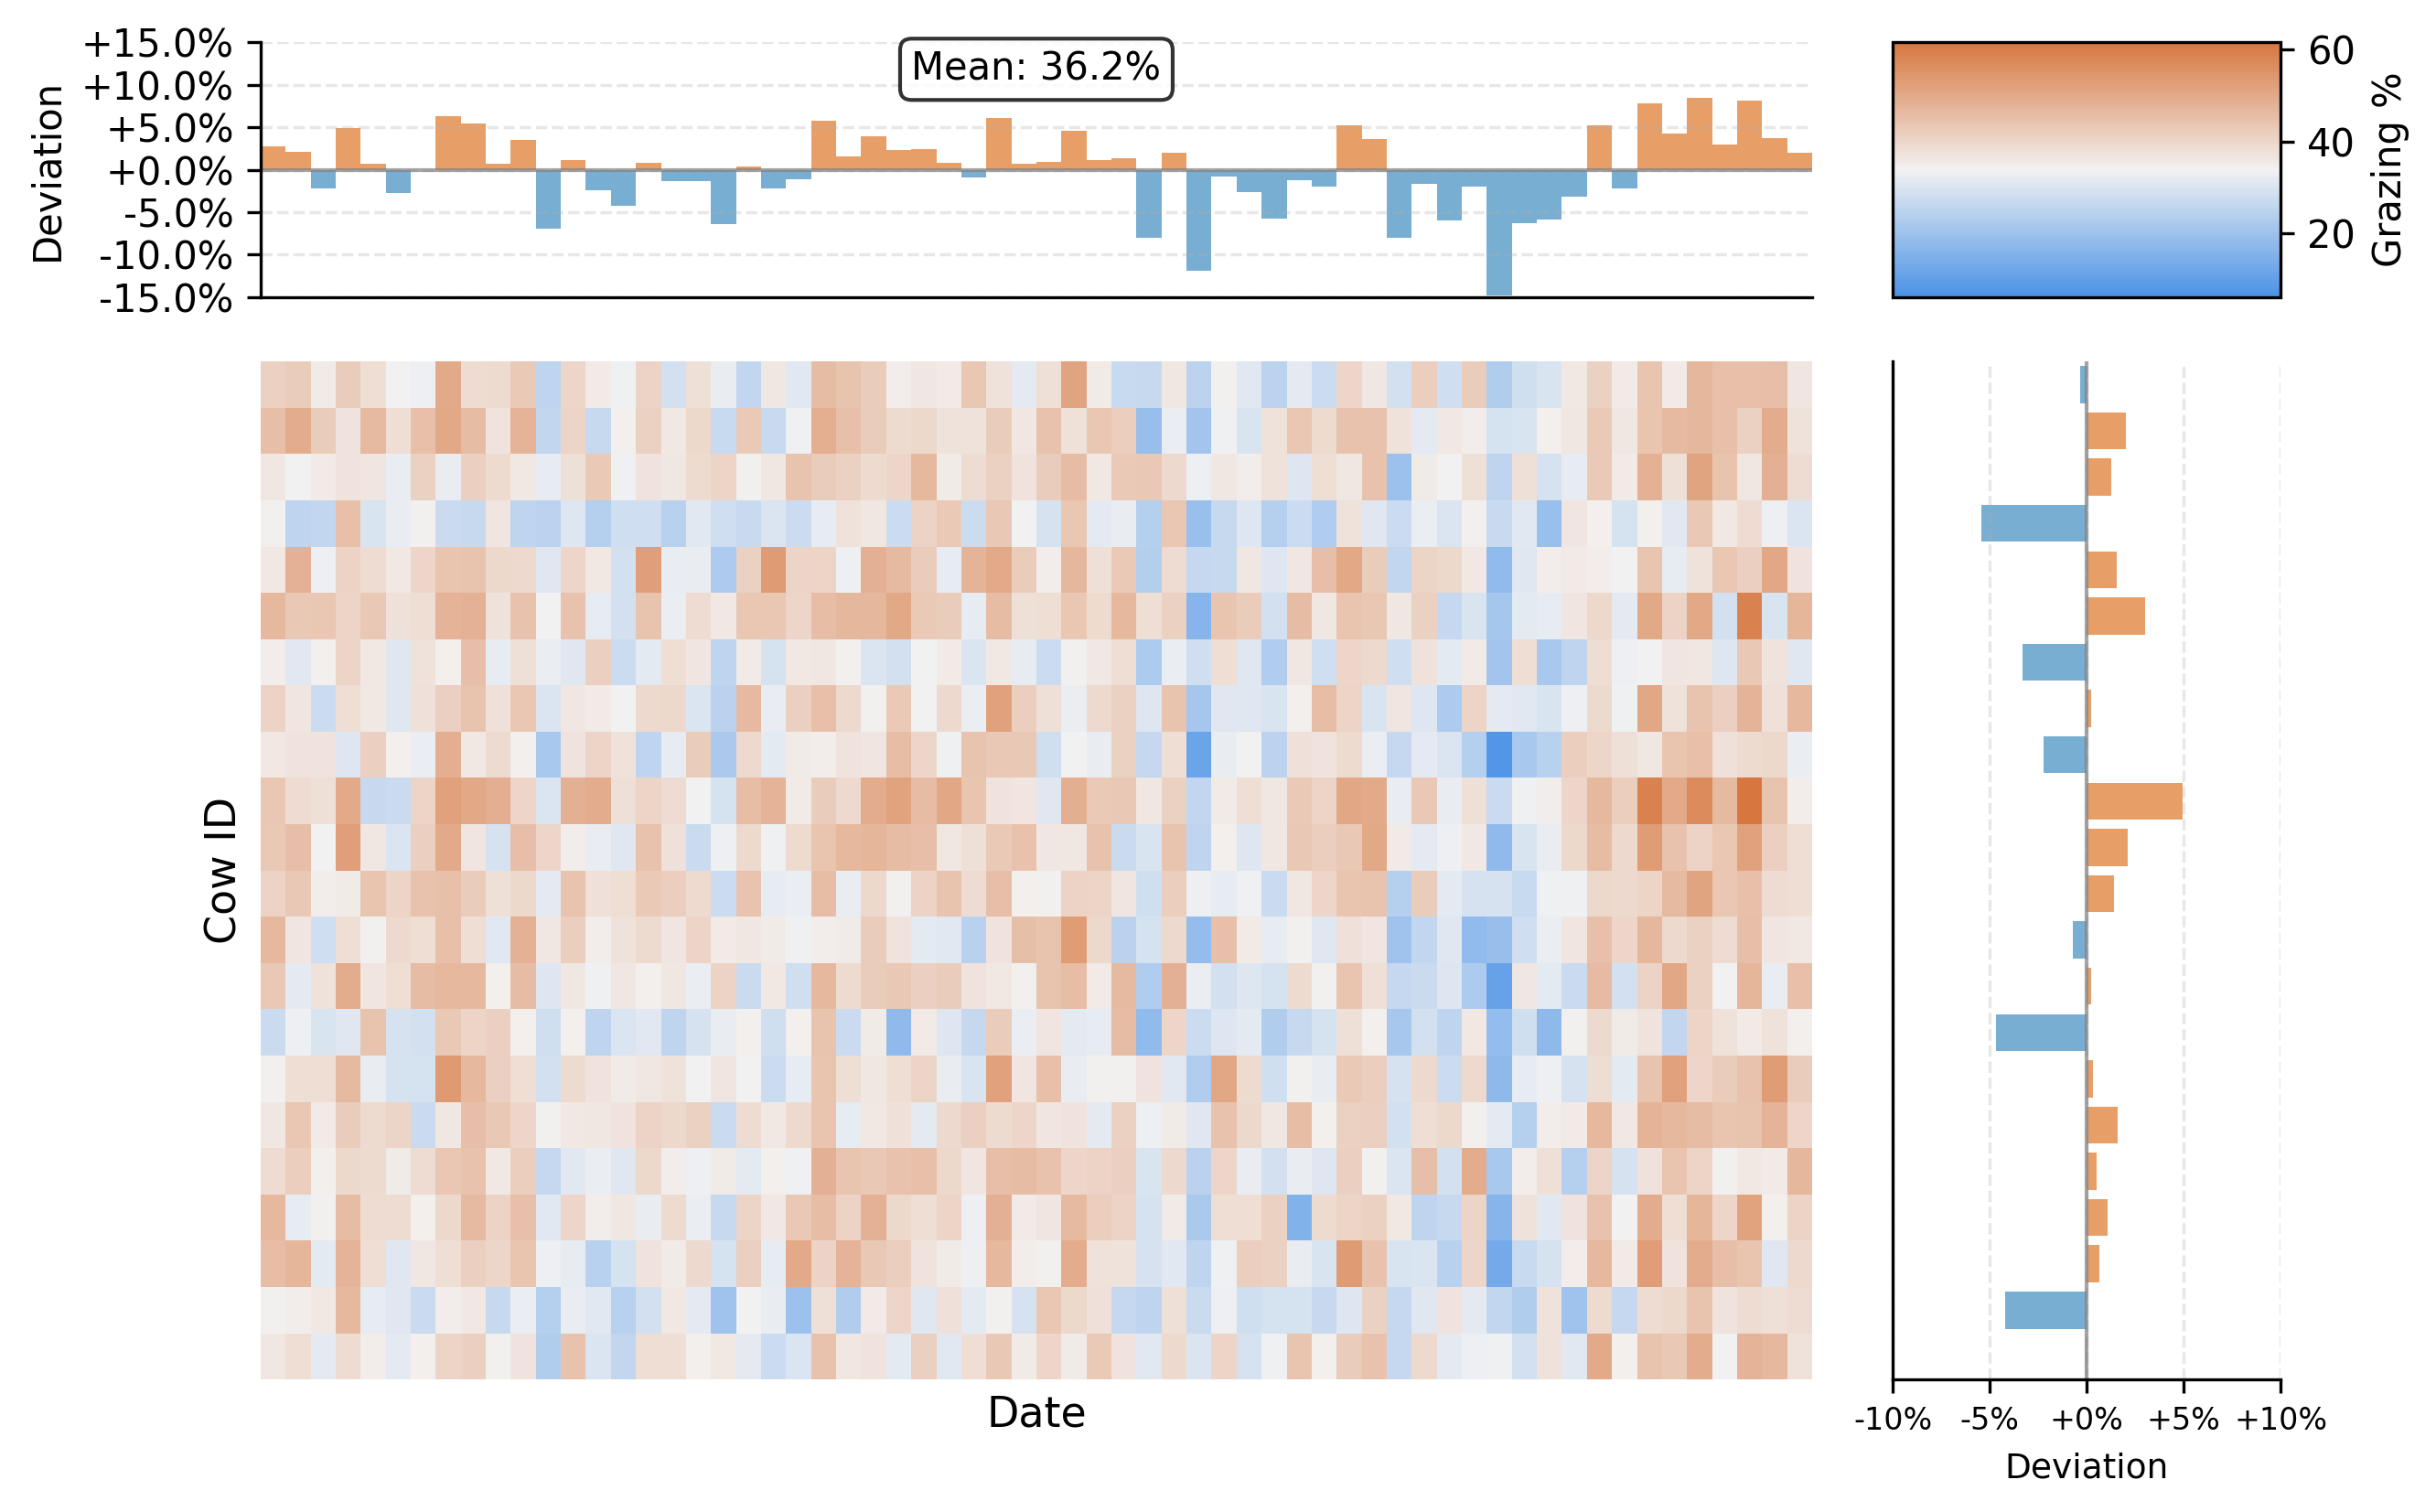 +15.0%
+10.0%
+5.0%
+0.0%
-5.0%
-10.0%
-15.0%
Deviation
Mean: 36.2%
60
40
20
Grazing %
Cow ID
Date
-10% -5% +0% +5% +10%
Deviation